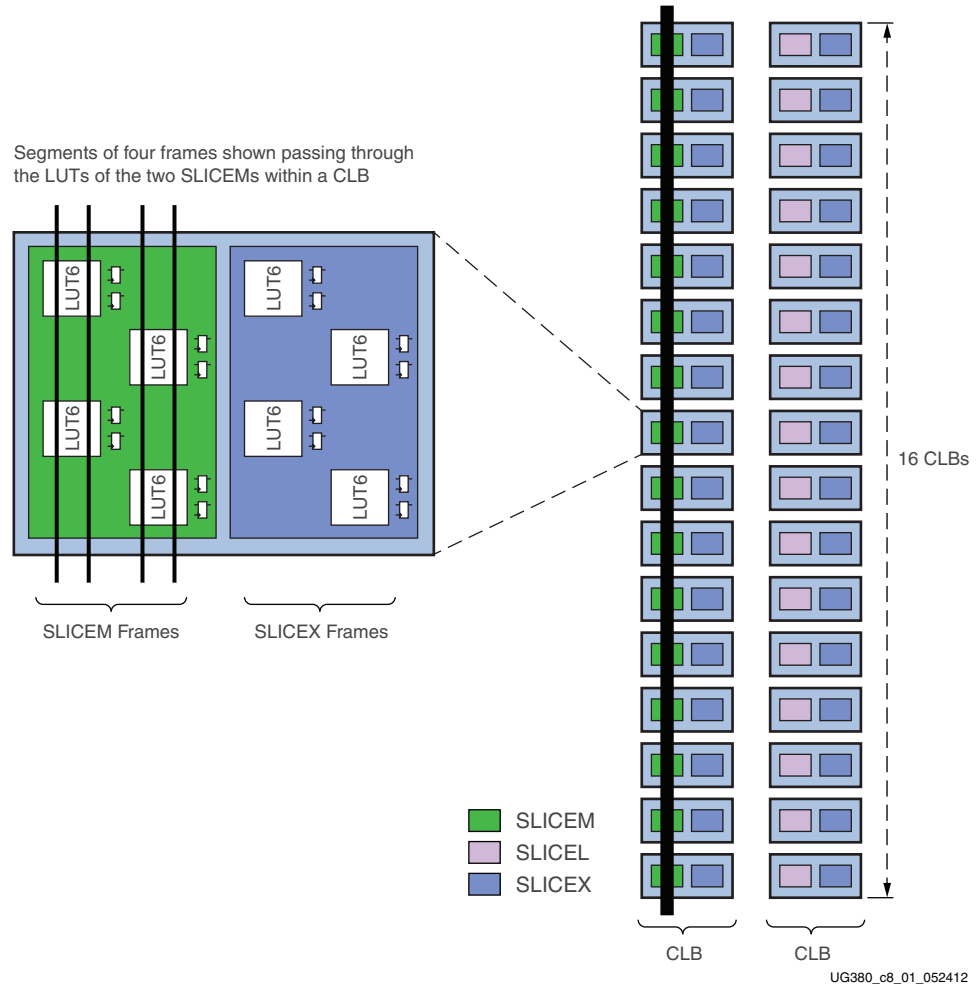 Segments of four frames shown passing through
the LUTs of the two SLICEMs within a CLB
LUT6
LUT6
LUT6
LUT6
LUT6
LUT6
LUT6
LUT6
SLICEM Frames
SLICEX Frames
16 CLBs
SLICEM
SLICEL
SLICEX
CLB
CLB
UG380_c8_01_052412